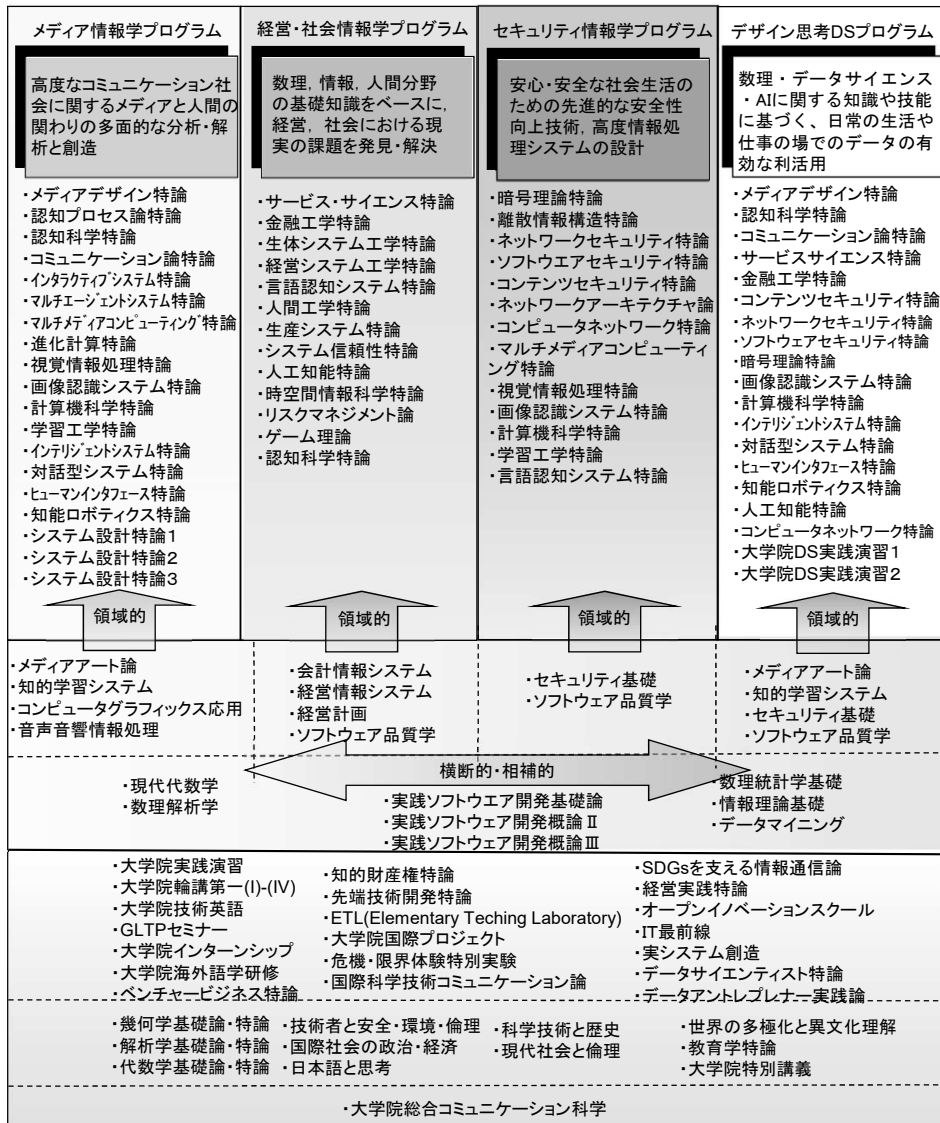 メディア情報学プログラム
高度なコミュニケーション社
会に関するメディアと人間の
関わりの多面的な分析・解
析と創造
・メディアデザイン特論
・認知プロセス論特論
・認知科学特論
・コミュニケーション論特論
・インタラクティブシステム特論
・マルチエージェントシステム特論
・マルチメディアコンピューティング特論
・進化計算特論
・視覚情報処理特論
・画像認識システム特論
・計算機科学特論
・学習工学特論
・インテリジェントシステム特論
・対話型システム特論
・ヒューマンインタフェース特論
・知能ロボティクス特論
・システム設計特論1
・システム設計特論2
・システム設計特論3
領域的
経営・社会情報学プログラム
数理, 情報, 人間分野
の基礎知識をベースに,
経営, 社会における現
実の課題を発見・解決
・サービス・サイエンス・特論
・金融工学特論
・生体システム工学特論
・経営システム工学特論
・言語認知システム特論
・人間工学特論
・生産システム特論
・システム信頼性特論
・人工知能特論
・時空間情報科学特論
・リスクマネジメント論
・ゲーム理論
・認知科学特論
領域的
セキュリティ情報学プログラム
安心・安全な社会生活の
ための先進的な安全性
向上技術, 高度情報処
理システムの設計
・暗号理論特論
・離散情報構造特論
・ネットワークセキュリティ特論
・ソフトウエアセキュリティ特論
・コンテンツセキュリティ特論
・ネットワークアーキテクチャ論
・コンピュータネットワーク特論
・マルチメディアコンピューティ
ング特論
・視覚情報処理特論
・画像認識システム特論
・計算機科学特論
・学習工学特論
・言語認知システム特論
領域的
デザイン思考DSプログラム
数理・データサイエンス
・AIに関する知識や技能
に基づく、日常の生活や
仕事の場でのデータの有
効な利活用
・メディアデザイン特論
・認知科学特論
・コミュニケーション論特論
・サービスサイエンス特論
・金融工学特論
・コンテンツセキュリティ特論
・ネットワークセキュリティ特論
・ソフトウェアセキュリティ特論
・暗号理論特論
・画像認識システム特論
・計算機科学特論
・インテリジェントシステム特論
・対話型システム特論
・ヒューマンインタフェース特論
・知能ロボティクス特論
・人工知能特論
・コンピュータネットワーク特論
・大学院DS実践演習1
・大学院DS実践演習2
領域的
・メディアアート論
・知的学習システム
・コンピュータグラフィックス応用
・音声音響情報処理
・会計情報システム
・経営情報システム
・経営計画
・ソフトウェア品質学
・セキュリティ基礎
・ソフトウェア品質学
・メディアアート論
・知的学習システム
・セキュリティ基礎
・ソフトウェア品質学
横断的・相補的
・現代代数学
・数理解析学
・実践ソフトウエア開発基礎論
・実践ソフトウェア開発概論Ⅱ
・実践ソフトウェア開発概論Ⅲ
・数理統計学基礎
・情報理論基礎
・データマイニング
・大学院実践演習
・大学院輪講第一(I)-(IV)
・大学院技術英語
・GLTPセミナー
・大学院インターンシップ
・大学院海外語学研修
・ベンチャービジネス特論
・知的財産権特論
・先端技術開発特論
・ETL(Elementary Teching Laboratory)
・大学院国際プロジェクト
・危機・限界体験特別実験
・国際科学技術コミュニケーション論
・SDGsを支える情報通信論
・経営実践特論
・オープンイノベーションスクール
・IT最前線
・実システム創造
・データサイエンティスト特論
・データアントレプレナー実践論
・幾何学基礎論・特論
・解析学基礎論・特論
・代数学基礎論・特論
・技術者と安全・環境・倫理
・国際社会の政治・経済
・日本語と思考
・科学技術と歴史
・現代社会と倫理
・世界の多極化と異文化理解
・教育学特論
・大学院特別講義
・大学院総合コミュニケーション科学